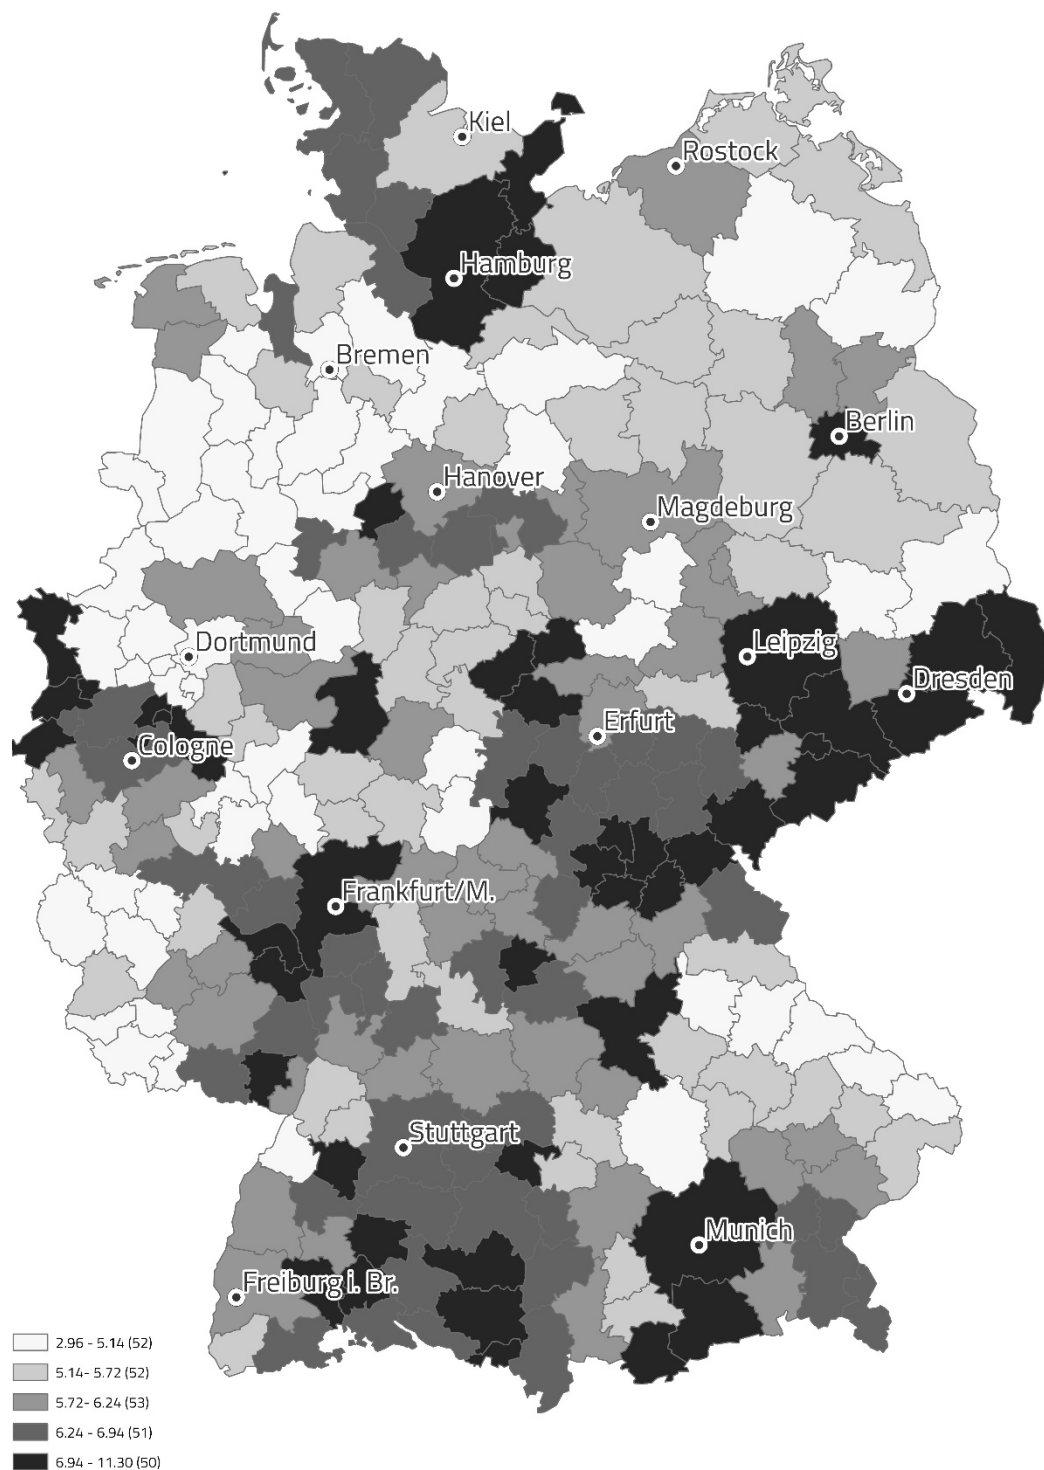 Kiel
Rostock
Hamburg
Bremen
Berlin
Hanover
Magdeburg
Dortmund
Leipzig
Dresden
Erfurt
Cologne
Frankfurt/M.
Stuttgart
Munich
Freiburg i. Br.
2.96 - 5.14 (52)
5.14- 5.72 (52)
5.72- 6.24 (53)
6.24 - 6.94 (51)
6.94 - 11.30 (50)